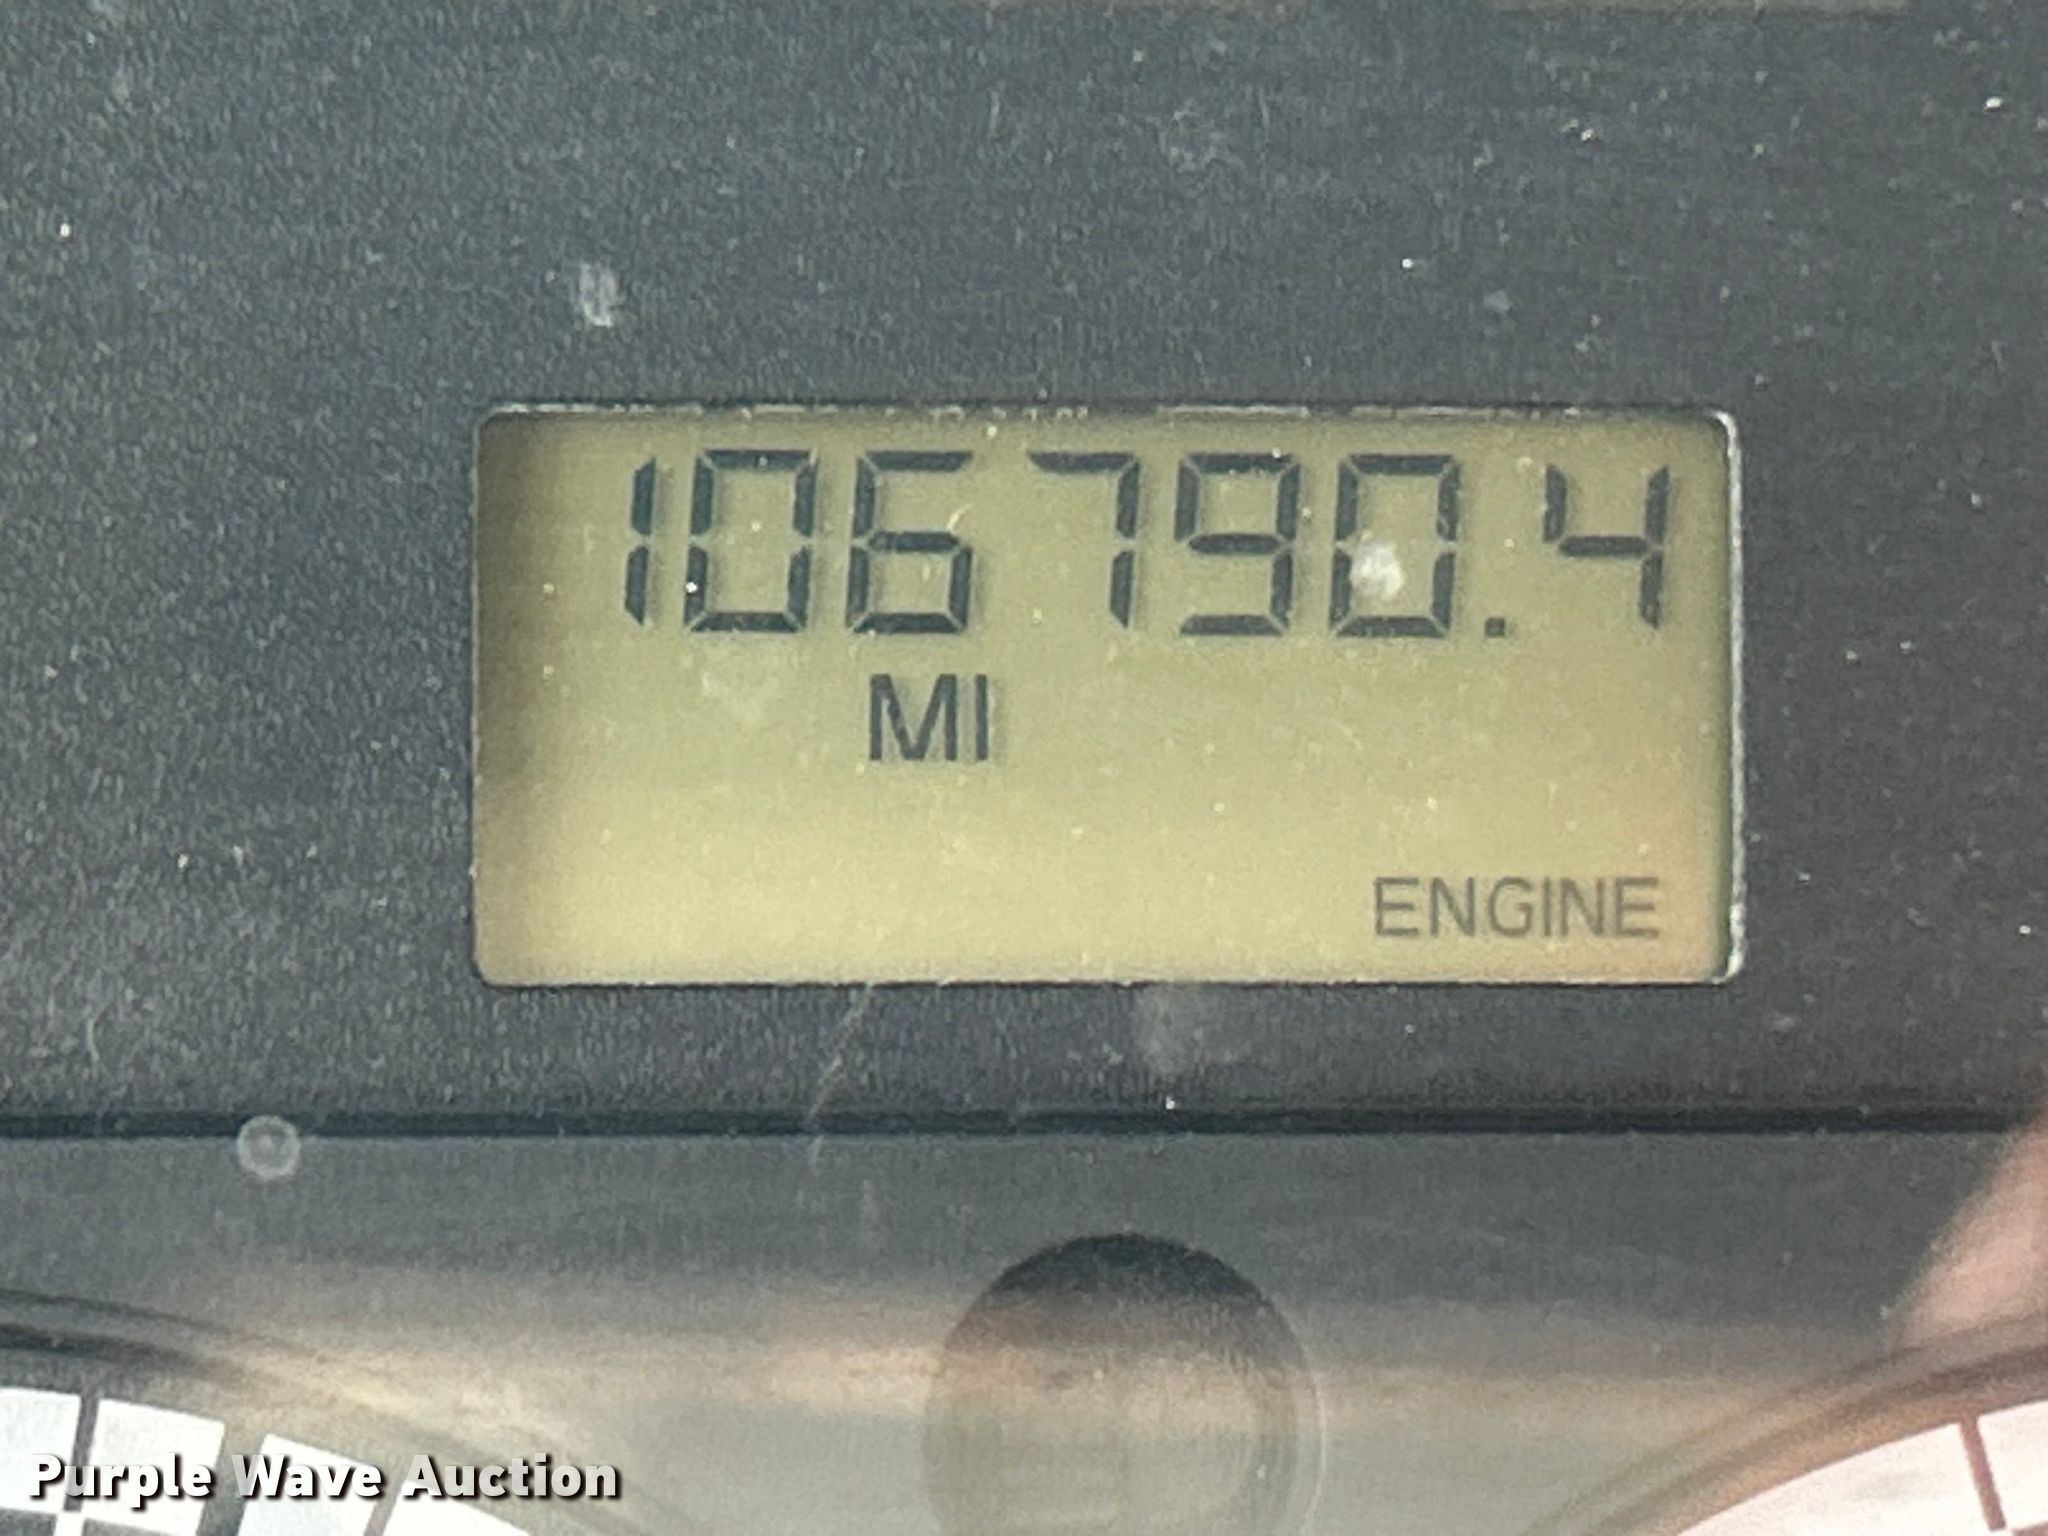 106790.4
MI
ENGINE
Purple Wave Auction